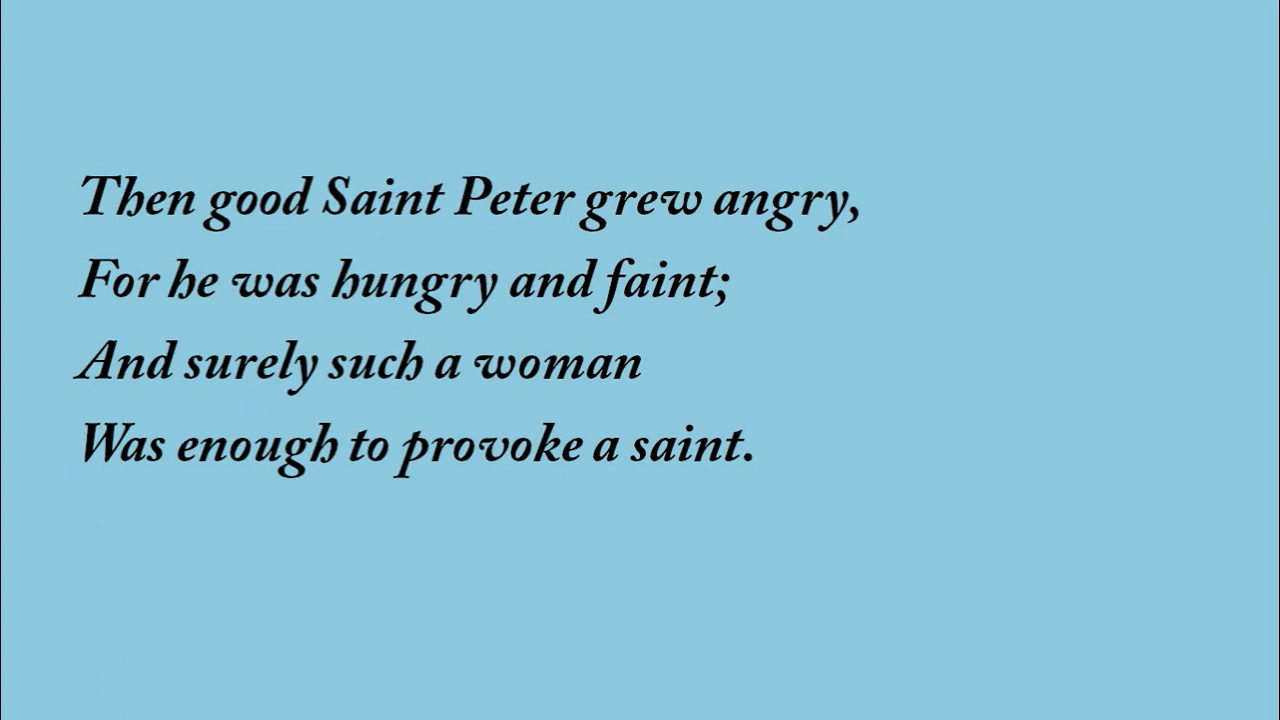 Then good Saint Peter grew angry,
For he was hungry and faint;
And surely such a woman
Was enough to provoke a saint.